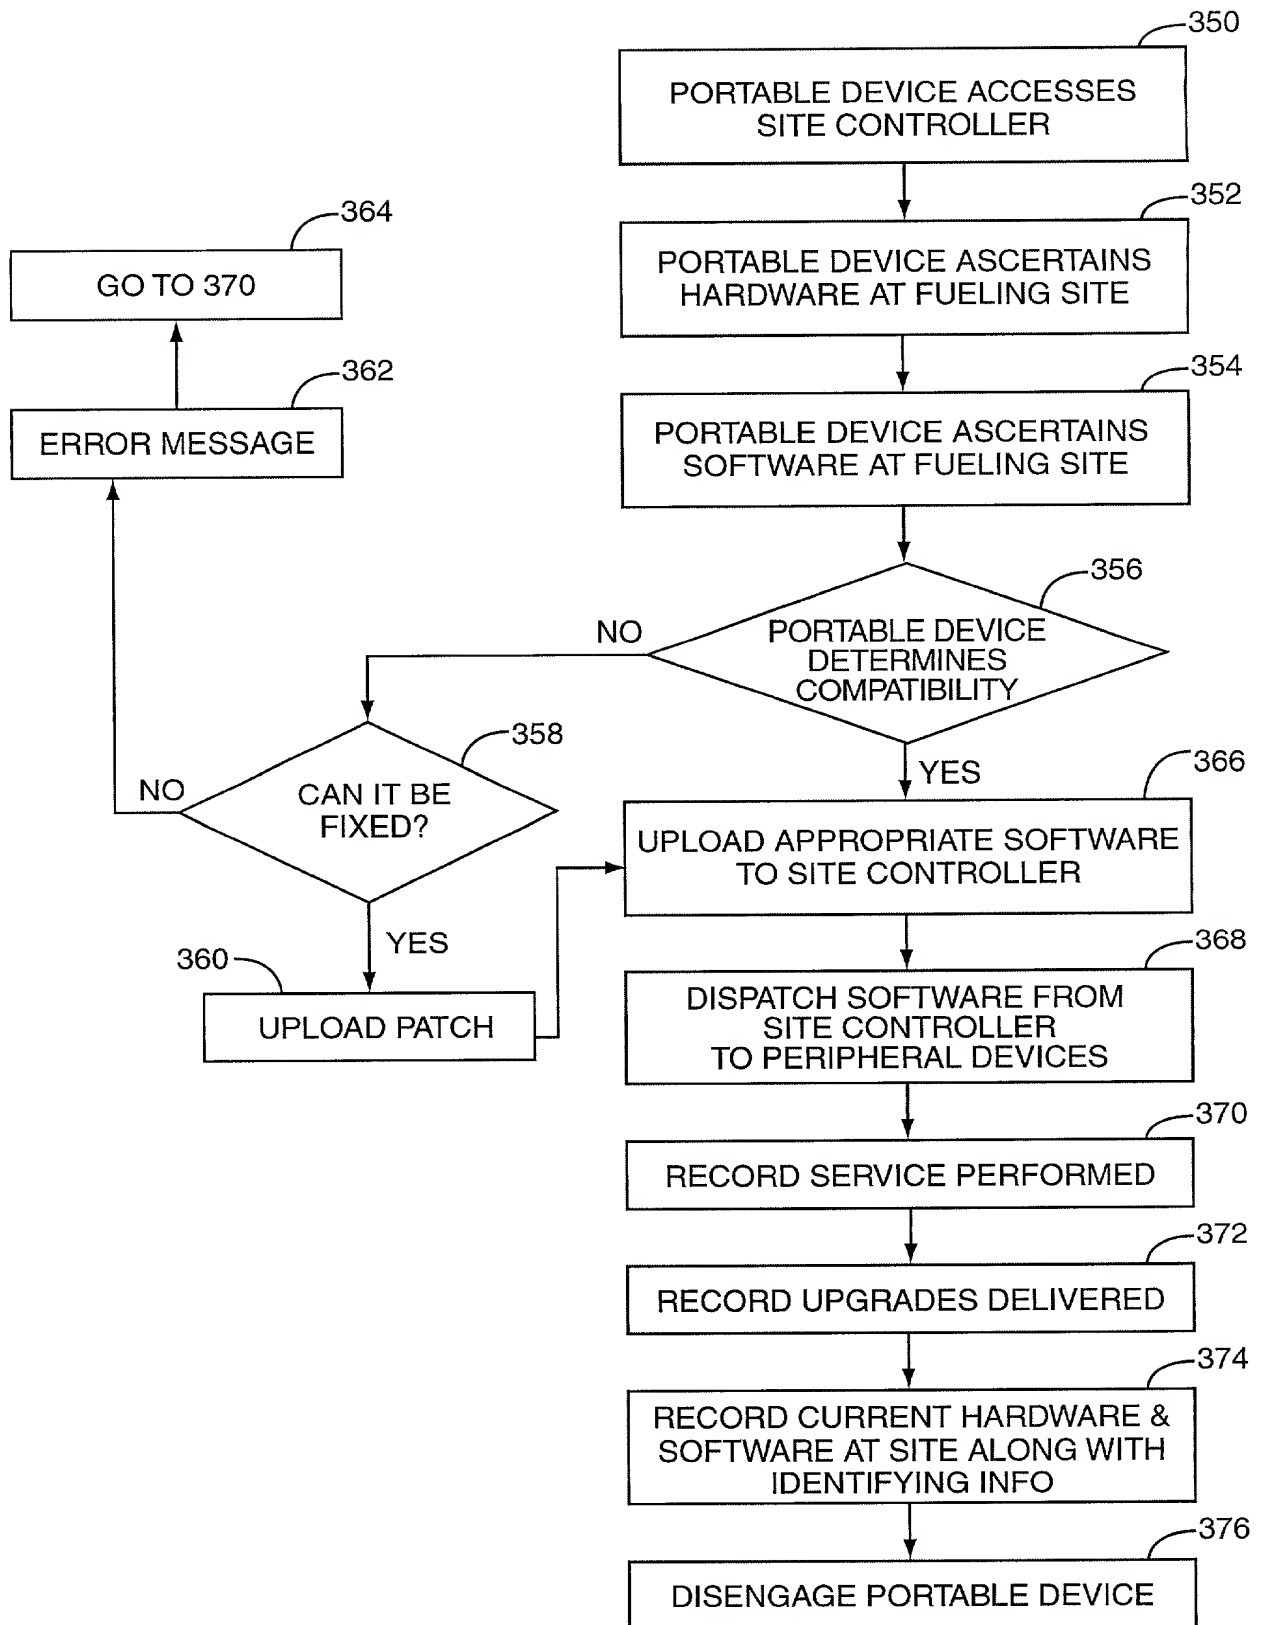 350
PORTABLE DEVICE ACCESSES
SITE CONTROLLER
352
PORTABLE DEVICE ASCERTAINS
HARDWARE AT FUELING SITE
364
GO TO 370
354
PORTABLE DEVICE ASCERTAINS
SOFTWARE AT FUELING SITE
362
ERROR MESSAGE
356
NO
PORTABLE DEVICE
DETERMINES
COMPATIBILITY
YES
358
NO
CAN IT BE
FIXED?
YES
366
UPLOAD APPROPRIATE SOFTWARE
TO SITE CONTROLLER
360
UPLOAD PATCH
368
DISPATCH SOFTWARE FROM
SITE CONTROLLER
TO PERIPHERAL DEVICES
370
RECORD SERVICE PERFORMED
372
RECORD UPGRADES DELIVERED
374
RECORD CURRENT HARDWARE &
SOFTWARE AT SITE ALONG WITH
IDENTIFYING INFO
376
DISENGAGE PORTABLE DEVICE